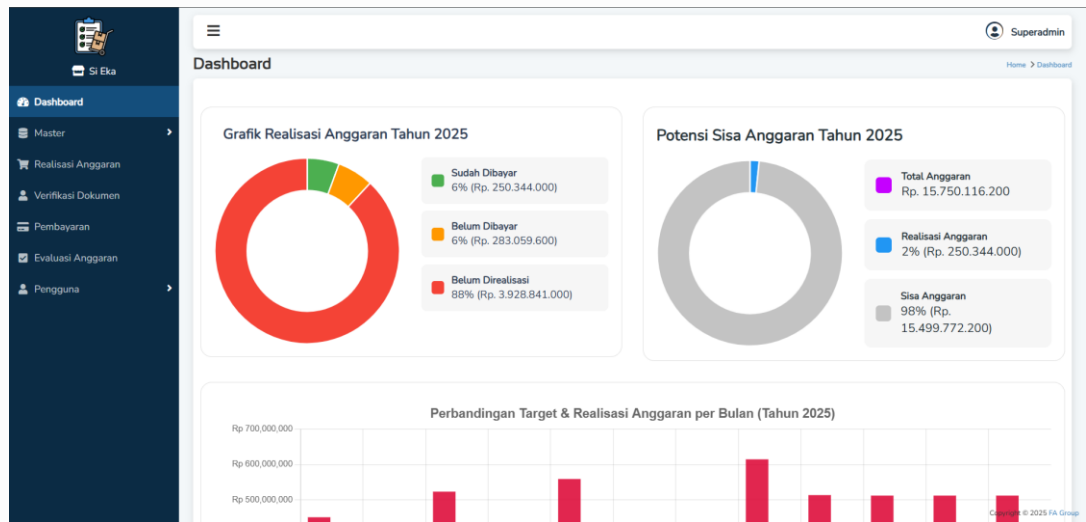 Si Eka
Dashboard
Master
Realisasi Anggaran
Verifikasi Dokumen
Pembayaran
Evaluasi Anggaran
Pengguna
Superadmin
Dashboard
Home > Dashboard
Grafik Realisasi Anggaran Tahun 2025
Sudah Dibayar
6% (Rp. 250.344.000)
Belum Dibayar
6% (Rp. 283.059.600)
Belum Direalisasi
88% (Rp. 3.928.841.000)
Potensi Sisa Anggaran Tahun 2025
Total Anggaran
Rp. 15.750.116.200
Realisasi Anggaran
2% (Rp. 250.344.000)
Sisa Anggaran
98% (Rp.
15.499.772.200)
Perbandingan Target & Realisasi Anggaran per Bulan (Tahun 2025)
Rp 700,000,000
Rp 600,000,000
Rp 500,000,000
Copyright © 2025 FA Group